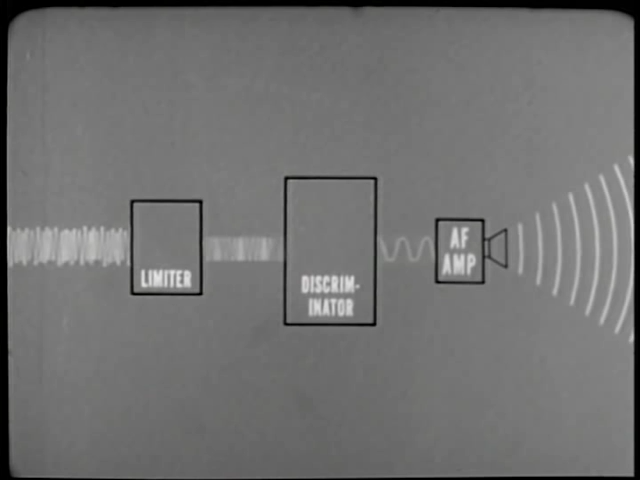 LIMITER
DISCRIM-
INATOR
AF
AMP